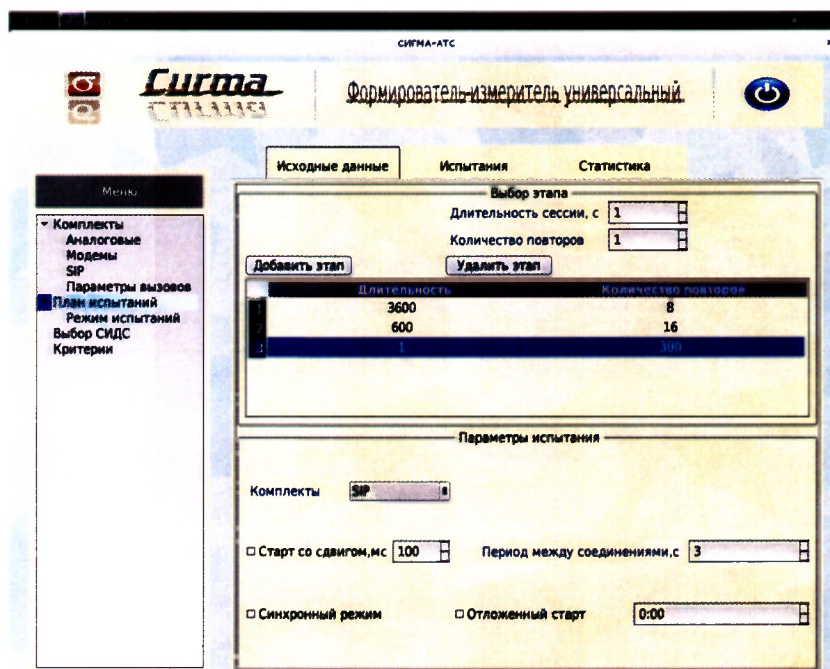 СИГМА-АТС
Сигма
Формирователь-измеритель универсальный
Исходные данные Испытания Статистика
Меню
Комплекты
Аналоговые
Модемы
SIP
Параметры вызовов
План испытаний
Режим испытаний
Выбор СИДС
Критерии
Выбор этапа
Длительность сессии, с 1
Количество повторов 1
Добавить этап Удалить этап
Длительность Количество повторов
1 3600 8
2 600 16
3 1 300
Параметры испытания
Комплекты SIP
Старт со сдвигом,мс 100 Период между соединениями,с 3
Синхронный режим Отложенный старт 0:00